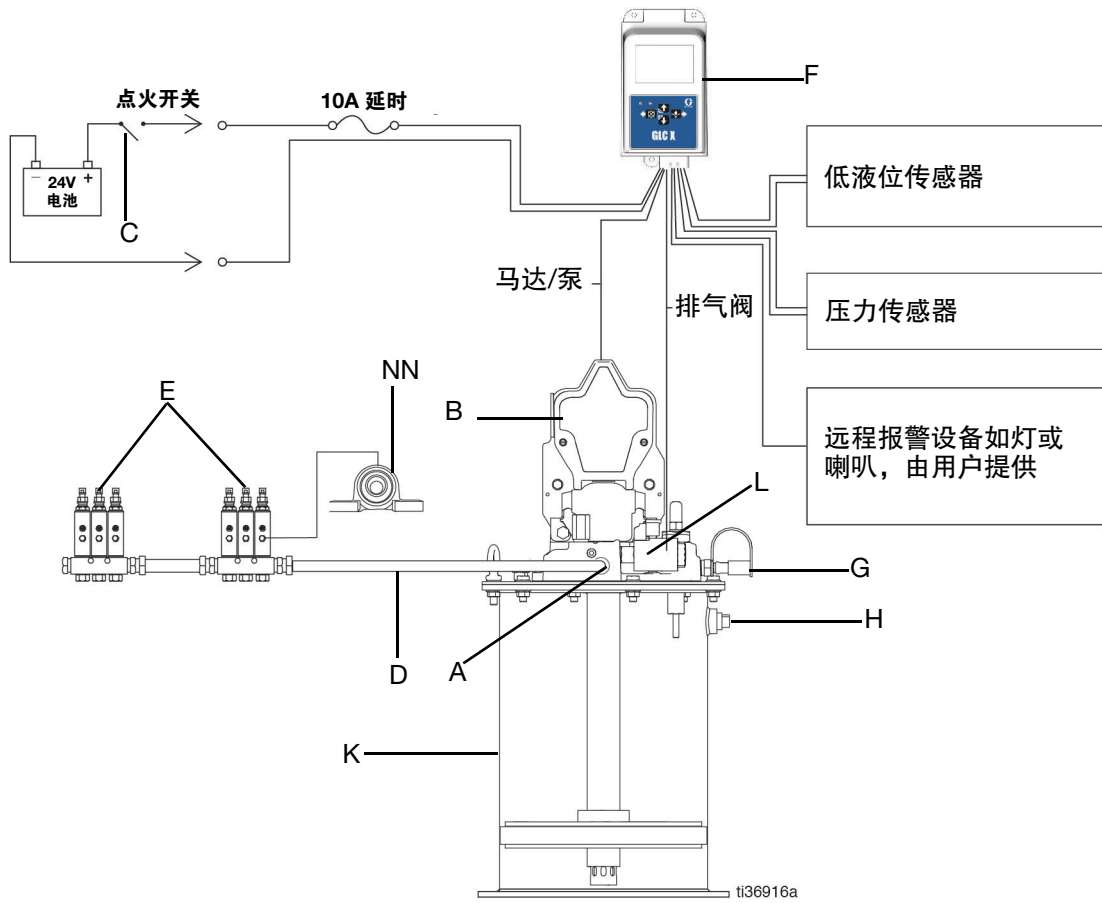 点火开关
10A 延时
F
GLC X
- 24V +
电池
C
低液位传感器
马达/泵
排气阀
压力传感器
NN
E
B
远程报警设备如灯或
喇叭，由用户提供
L
G
H
D
A
K
ti36916a